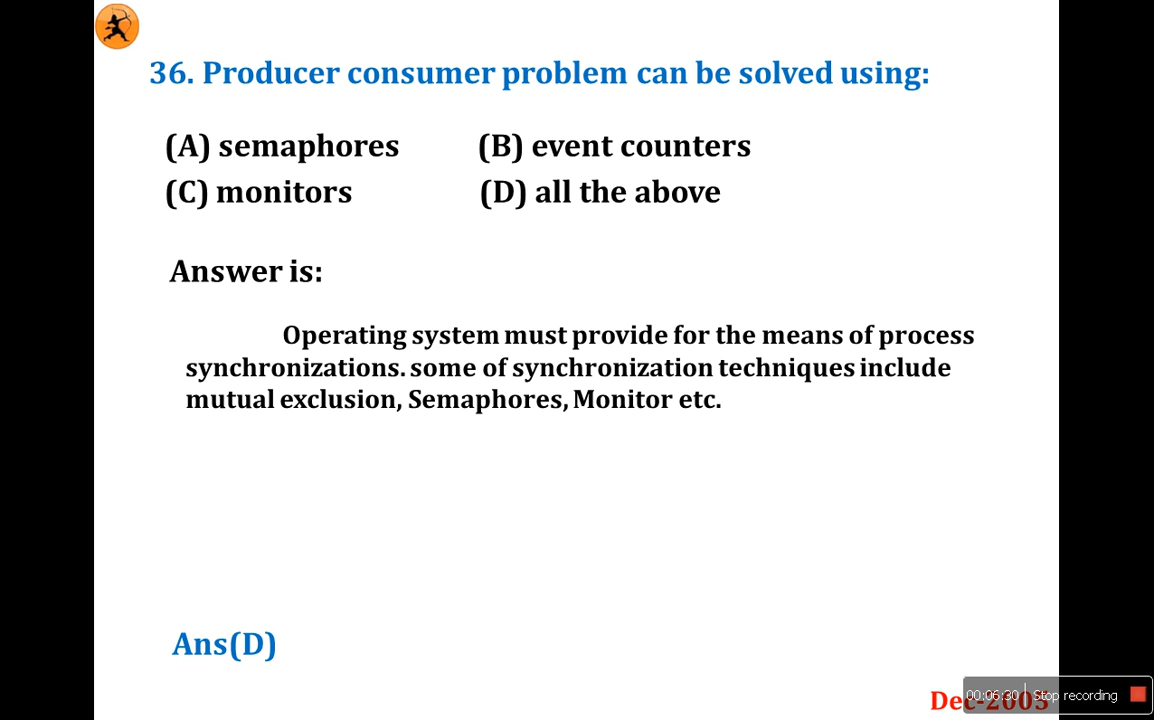 36. Producer consumer problem can be solved using:
(A) semaphores (B) event counters
(C) monitors (D) all the above
Answer is:
Operating system must provide for the means of process
synchronizations. some of synchronization techniques include
mutual exclusion, Semaphores, Monitor etc.
Ans(D)
00:06:30 Stop recording